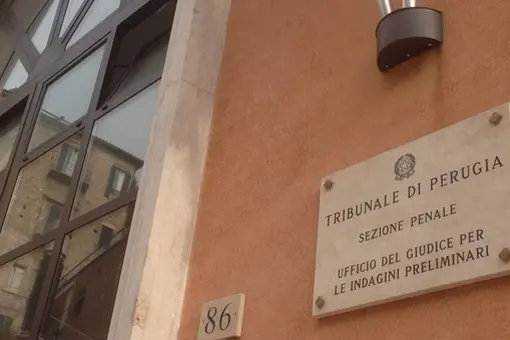 TRIBUNALE DI PERUGIA
SEZIONE PENALE
UFFICIO DEL GIUDICE PER
LE INDAGINI PRELIMINARI
86